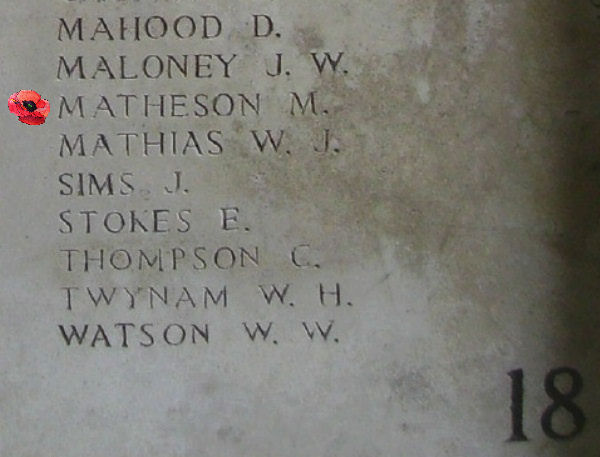 MAHOOD D.
MALONEY J. W.
MATHESON M.
MATHIAS W. J.
SIMS J.
STOKES E.
THOMPSON C.
TWYNAM W. H.
WATSON W. W.
18